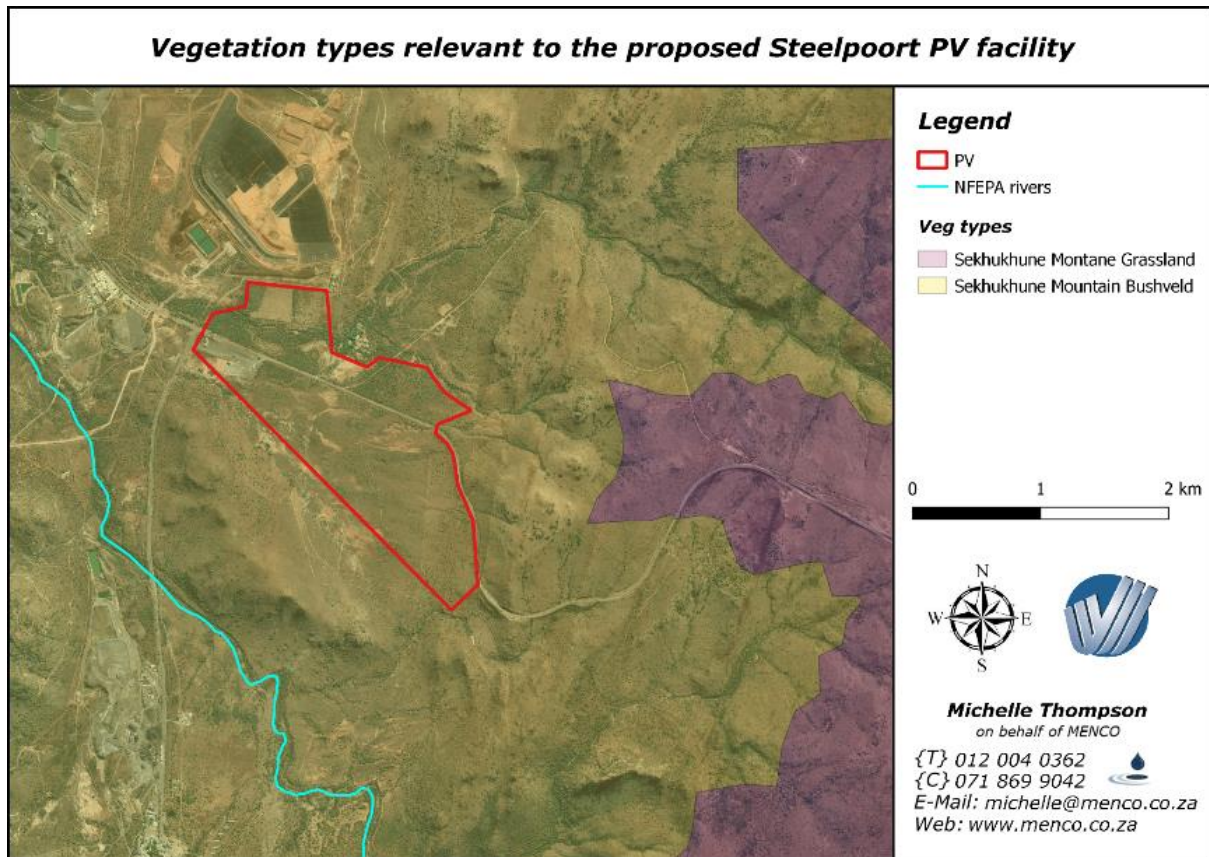 Vegetation types relevant to the proposed Steelpoort PV facility
Legend
PV
NFEPA rivers
Veg types
Sekhukhune Montane Grassland
Sekhukhune Mountain Bushveld
0 1 2 km
N
W E
S
Michelle Thompson
on behalf of MENCO
{T} 012 004 0362
{C} 071 869 9042
E-Mail: michelle@menco.co.za
Web: www.menco.co.za